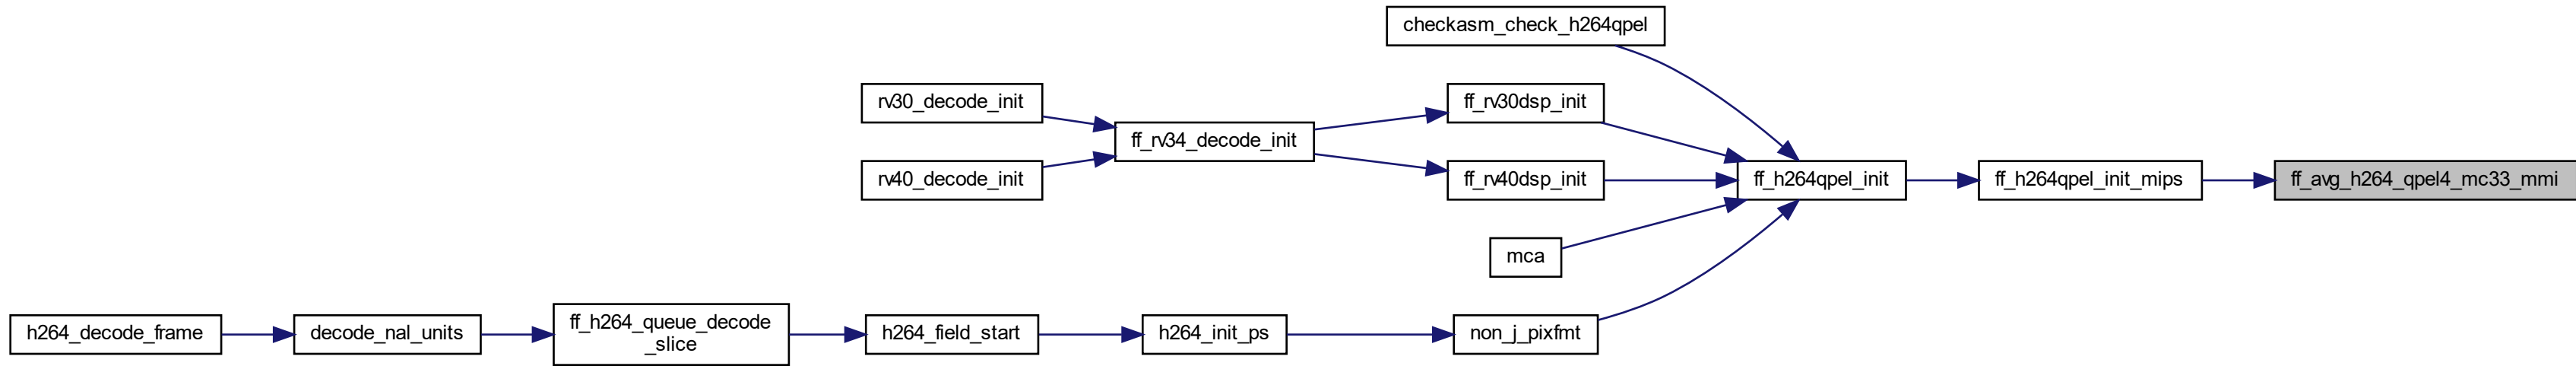 checkasm_check_h264qpel
rv30_decode_init
ff_rv30dsp_init
ff_rv34_decode_init
rv40_decode_init
ff_rv40dsp_init
ff_h264qpel_init
ff_h264qpel_init_mips
ff_avg_h264_qpel4_mc33_mmi
mca
h264_decode_frame
decode_nal_units
ff_h264_queue_decode
_slice
h264_field_start
h264_init_ps
non_j_pixfmt